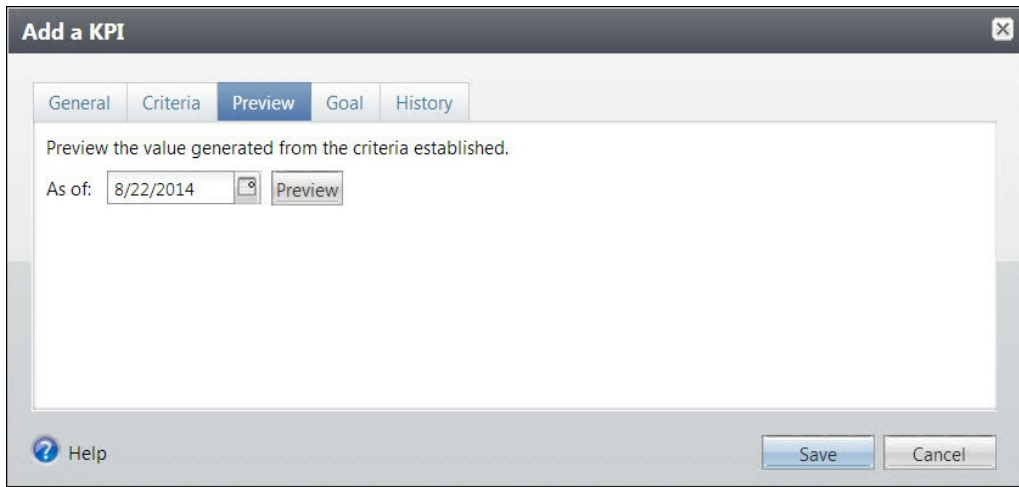 Add a KPI
General Criteria Preview Goal History
Preview the value generated from the criteria established.
As of: 8/22/2014 Preview
Help Save Cancel